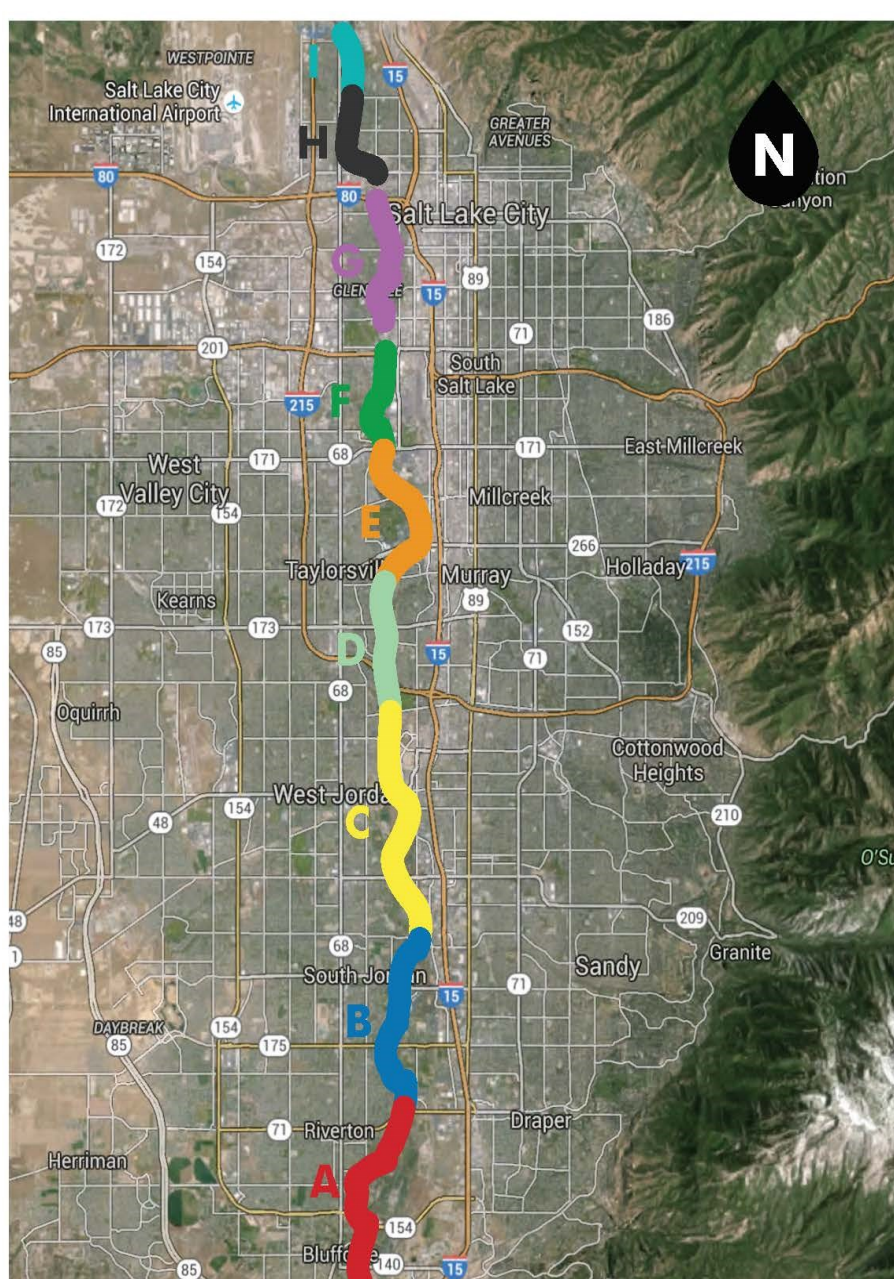 WESTPOINTE
I
15
Salt Lake City
International Airport
GREATER
AVENUES
H
N
80
80
Salt Lake City
172
154
G
89
15
186
71
201
South
Salt Lake
215
F
68
171
171
East Millcreek
West
Valley City
172
154
Millcreek
E
266
Taylorsvil
Murray
Holladay
215
Kearns
89
173
173
152
85
D
15
71
68
Oquirrh
Cottonwood
Heights
West Jorda
154
48
C
210
O'Su
48
209
68
Granite
1
South Jordan
Sandy
71
15
DAYBREAK
154
B
85
175
71
Riverton
Draper
Herriman
A
154
140
15
85